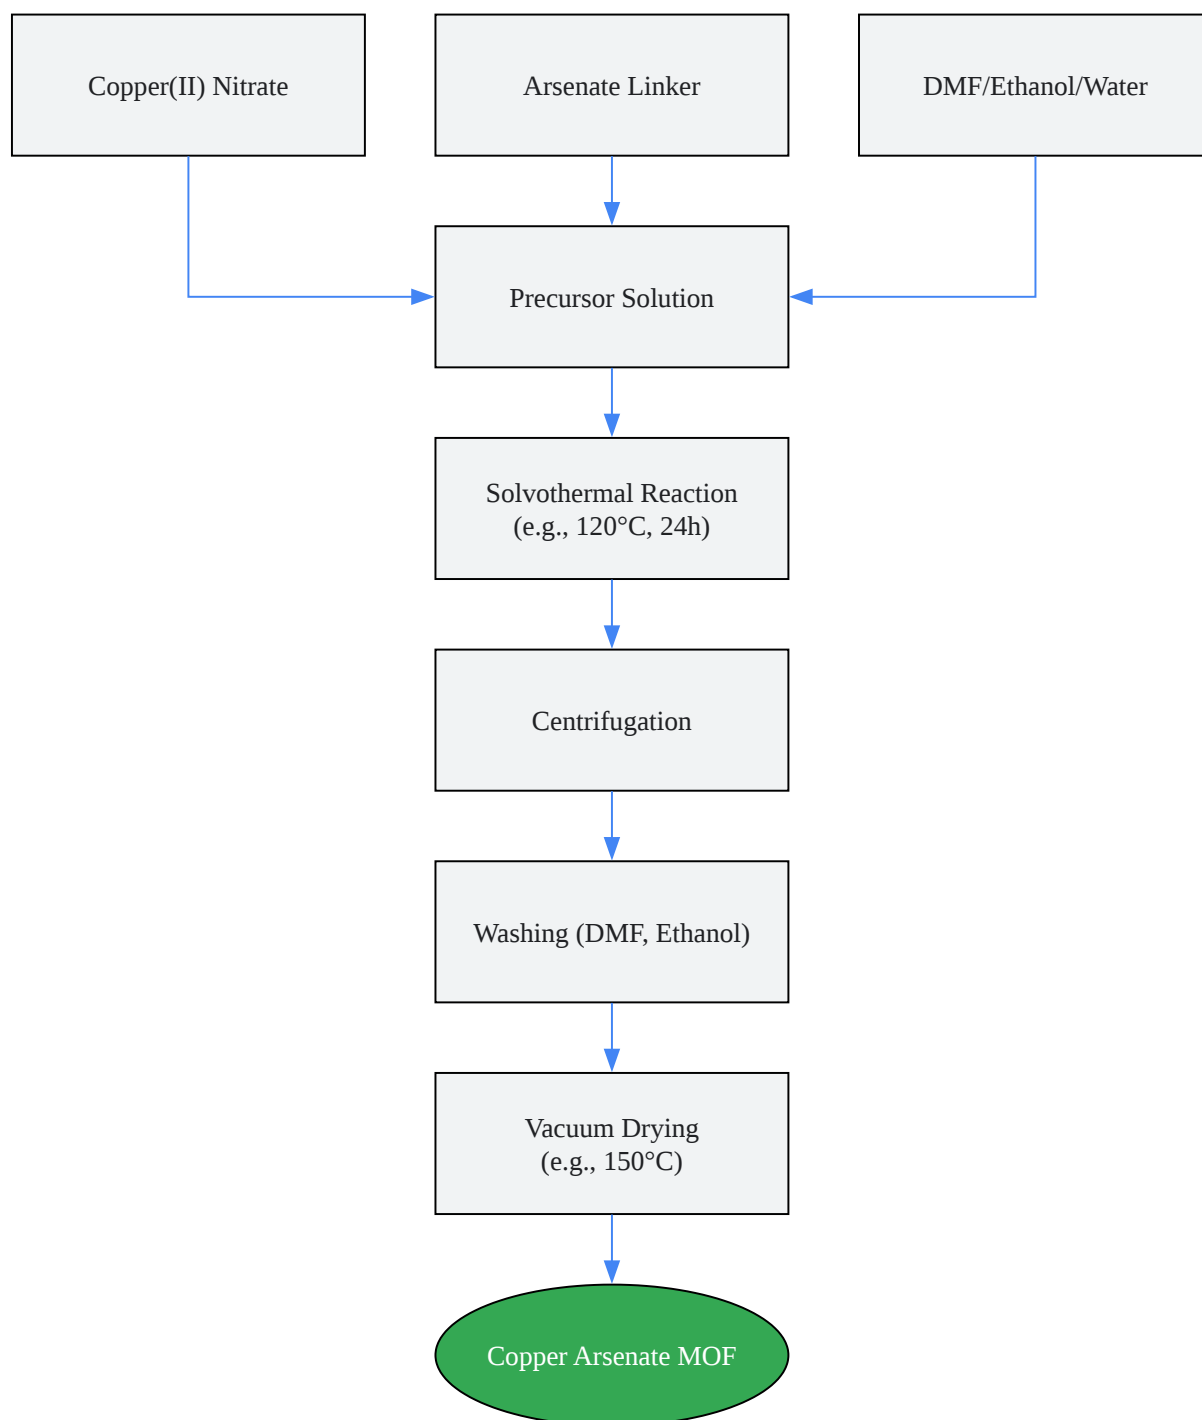 Copper(II) Nitrate
Arsenate Linker
DMF/Ethanol/Water
Precursor Solution
Solvothermal Reaction
(e.g., 120°C, 24h)
Centrifugation
Washing (DMF, Ethanol)
Vacuum Drying
(e.g., 150°C)
Copper Arsenate MOF